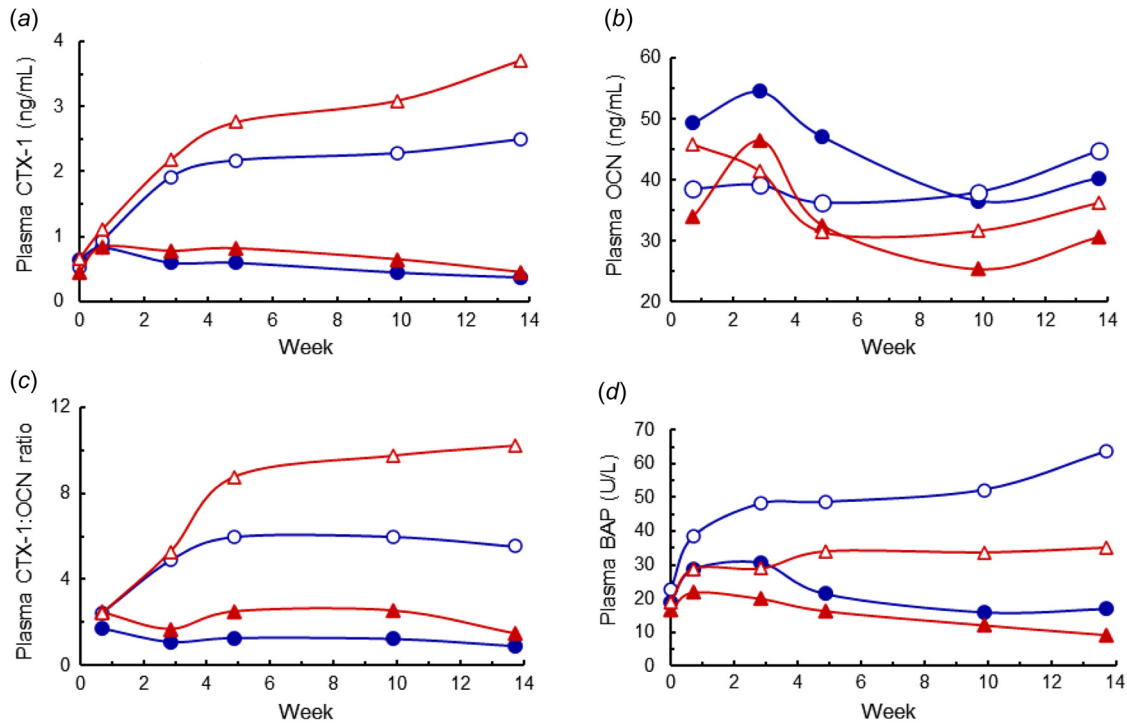 (a)
Plasma CTX-1 (ng/mL)
4
3
2
1
0
0 2 4 6 8 10 12 14
Week
(b)
Plasma OCN (ng/mL)
60
50
40
30
20
0 2 4 6 8 10 12 14
Week
(c)
Plasma CTX-1:OCN ratio
12
9
6
4
0
0 2 4 6 8 10 12 14
Week
(d)
Plasma BAP (U/L)
70
60
50
40
30
20
10
0
0 2 4 6 8 10 12 14
Week